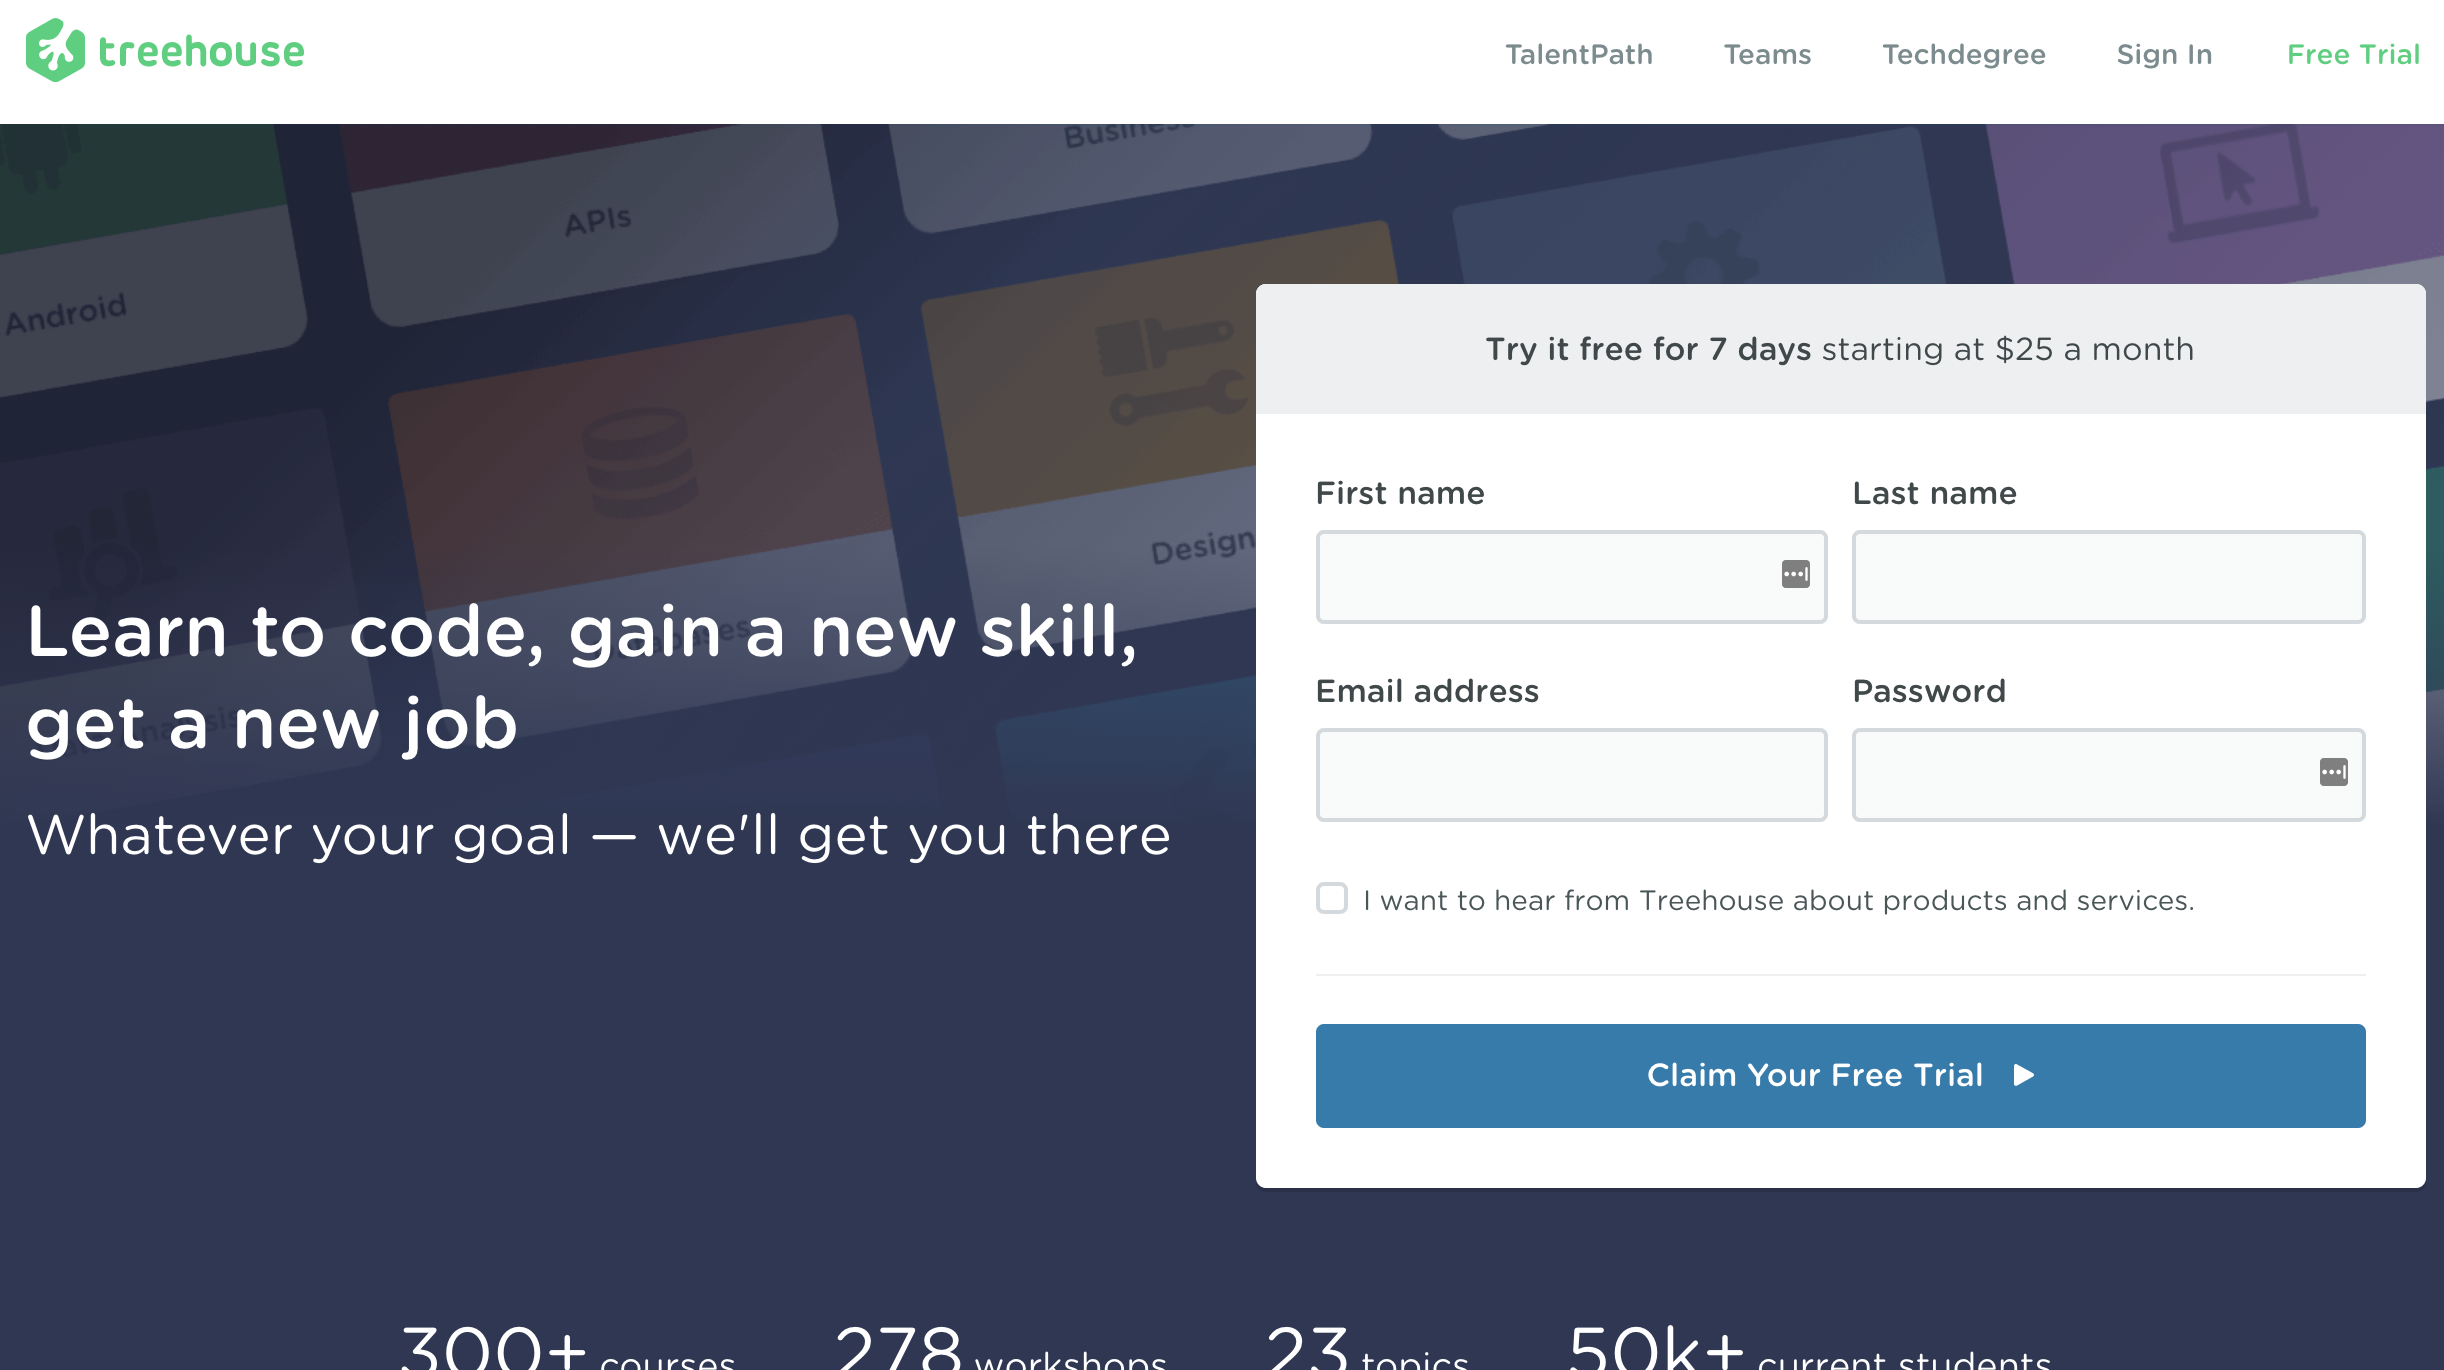 treehouse
TalentPath
Teams
Techdegree
Sign In
Free Trial
Business
APIs
Android
Design
Try it free for 7 days starting at $25 a month
First name
Last name
Email address
Password
Learn to code, gain a new skill,
get a new job
Whatever your goal — we'll get you there
I want to hear from Treehouse about products and services.
Claim Your Free Trial
300+ courses
278 workshops
23 topics
50k+ current students